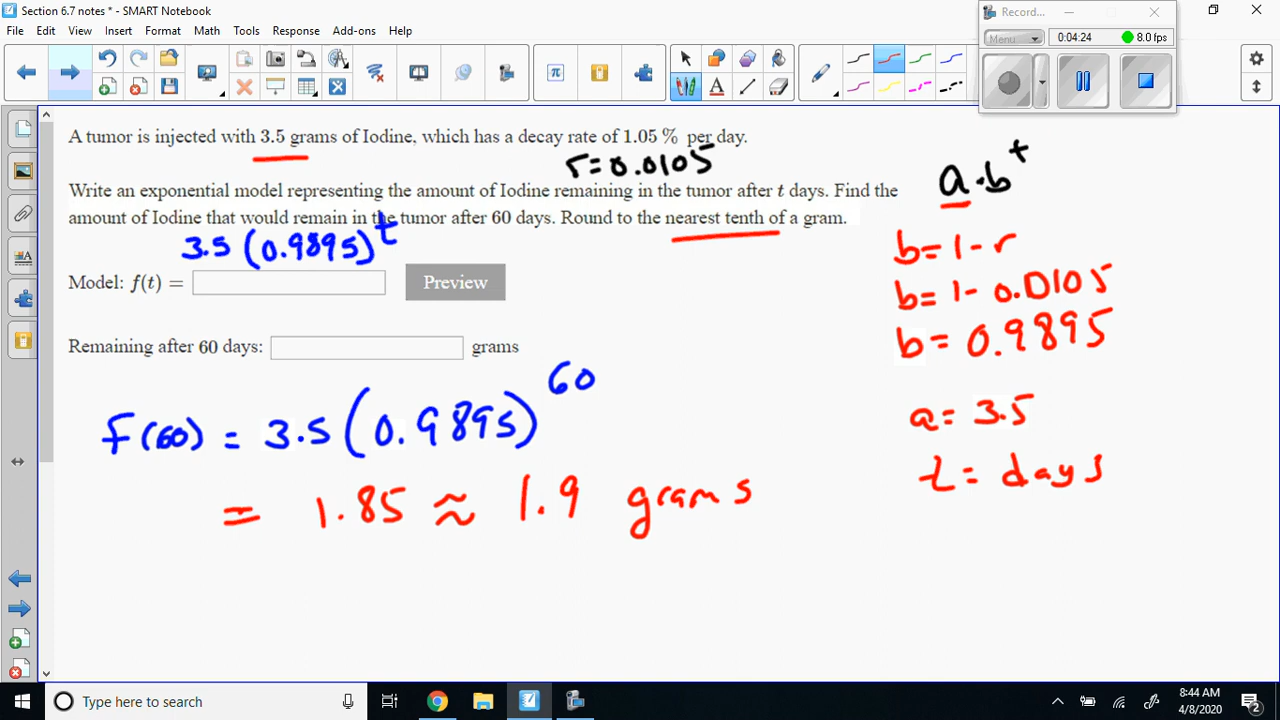 Section 6.7 notes * - SMART Notebook
Record...
File Edit View Insert Format Math Tools Response Add-ons Help
Menu
0:04:24
8.0 fps
A tumor is injected with 3.5 grams of Iodine, which has a decay rate of 1.05 % per day.
r=0.0105
Write an exponential model representing the amount of Iodine remaining in the tumor after t days. Find the
amount of Iodine that would remain in the tumor after 60 days. Round to the nearest tenth of a gram.
3.5 (0.9895)^t
Model: f(t) =
Preview
Remaining after 60 days: grams
f(60) = 3.5 (0.9895)^60
= 1.85 ≈ 1.9 grams
a·b^t
b= 1- r
b= 1- 0.0105
b= 0.9895
a= 3.5
t= days
Type here to search
8:44 AM
4/8/2020
2